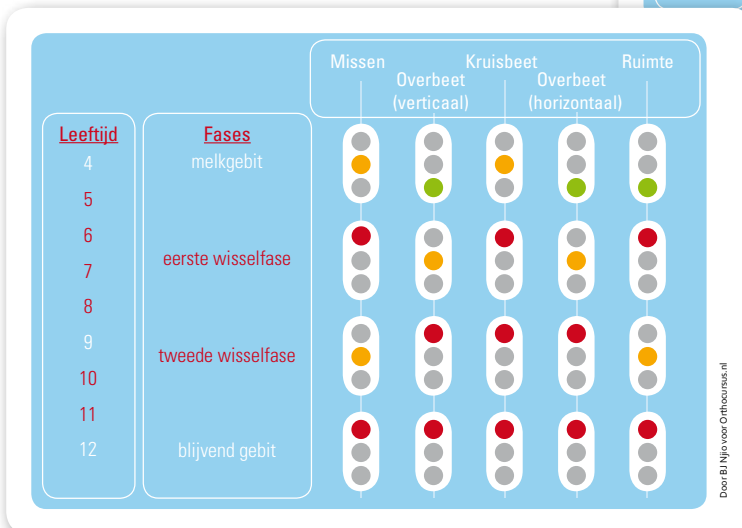 Missen
Kruisbeet
Ruimte
Overbeet
(verticaal)
Overbeet
(horizontaal)
Leeftijd
Fases
4
melkgebit
5
6
7
eerste wisselfase
8
9
tweede wisselfase
10
11
12
blijvend gebit
Door BJ Njio voor Orthocursus.nl